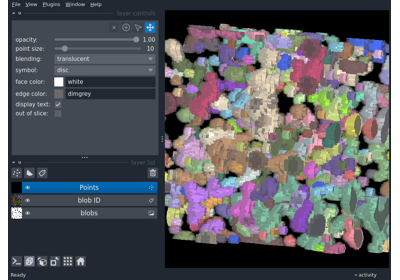 File View Plugins Window Help
layer controls
opacity: 1.00
point size: 10
blending: translucent
symbol: disc
face color: white
edge color: dimgrey
display text:
out of slice:
layer list
Points
blob ID
blobs
Ready
activity